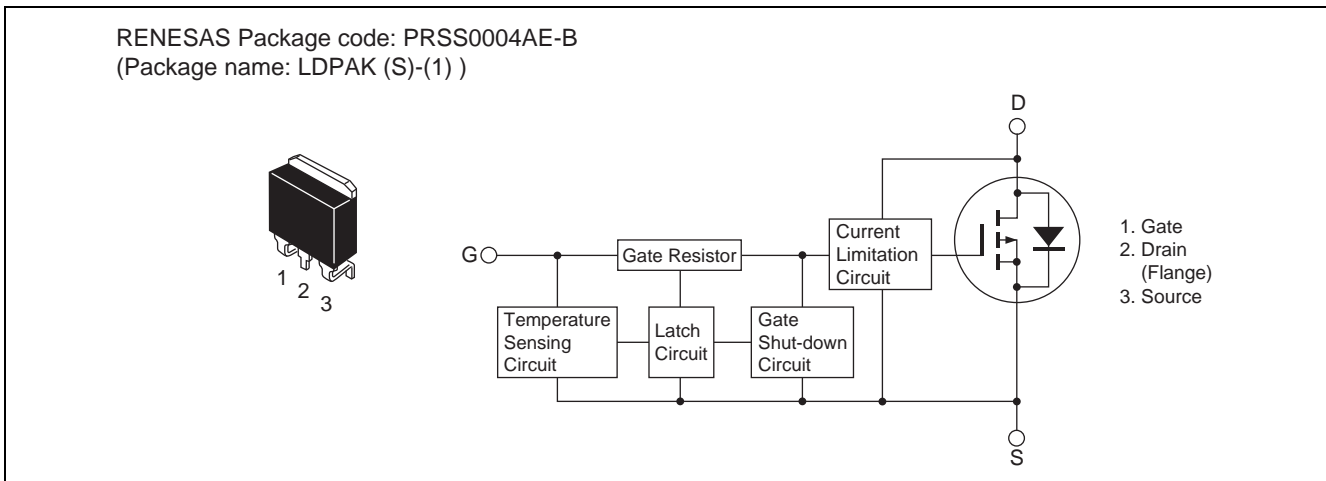 RENESAS Package code: PRSS0004AE-B
(Package name: LDPAK (S)-(1) )
D
1
2
3
G
Gate Resistor
Current
Limitation
Circuit
1. Gate
2. Drain
(Flange)
3. Source
Temperature
Sensing
Circuit
Latch
Circuit
Gate
Shut-down
Circuit
S